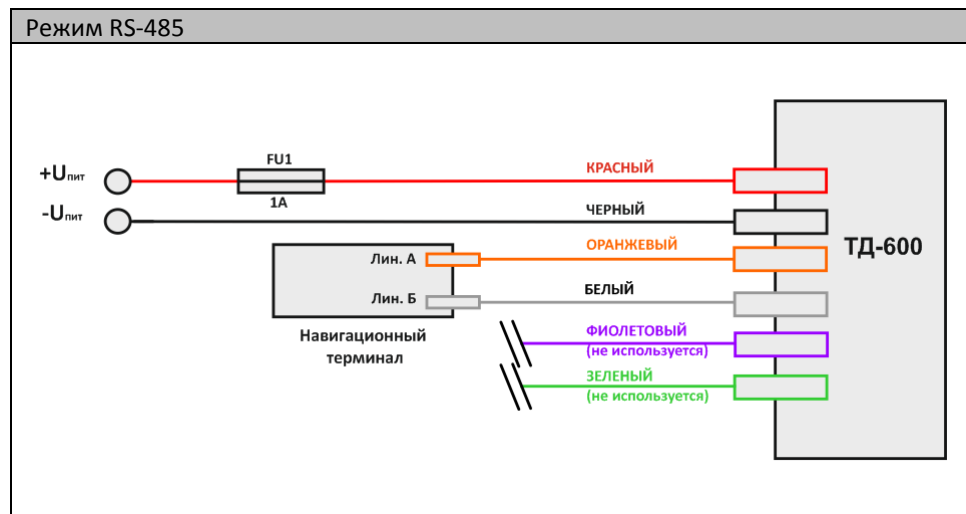 Режим RS-485
FU1
+Uпит
КРАСНЫЙ
1А
-Uпит
ЧЕРНЫЙ
ОРАНЖЕВЫЙ
ТД-600
Лин. А
БЕЛЫЙ
Лин. Б
Навигационный
терминал
ФИОЛЕТОВЫЙ
(не используется)
ЗЕЛЕНЫЙ
(не используется)